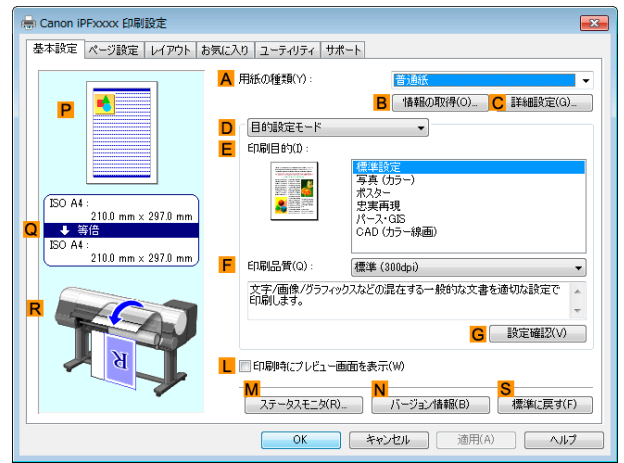 Canon iPFxxxx 印刷設定
基本設定 ページ設定 レイアウト お気に入り ユーティリティ サポート
A 用紙の種類(Y)： 普通紙
B 情報の取得(O)... C 詳細設定(G)...
P
D 目的設定モード
E 印刷目的(I)：
標準設定
写真 (カラー)
ポスター
忠実再現
パース・GIS
CAD (カラー線画)
ISO A4 :
210.0 mm × 297.0 mm
Q 等倍
ISO A4 :
210.0 mm × 297.0 mm
F 印刷品質(Q)： 標準 (300dpi)
文字/画像/グラフィックスなどの混在する一般的な文書を適切な設定で
印刷します。
R
R
G 設定確認(V)
L 印刷時にプレビュー画面を表示(W)
M N S
ステータスモニタ(R)... バージョン情報(B) 標準に戻す(F)
OK キャンセル 適用(A) ヘルプ